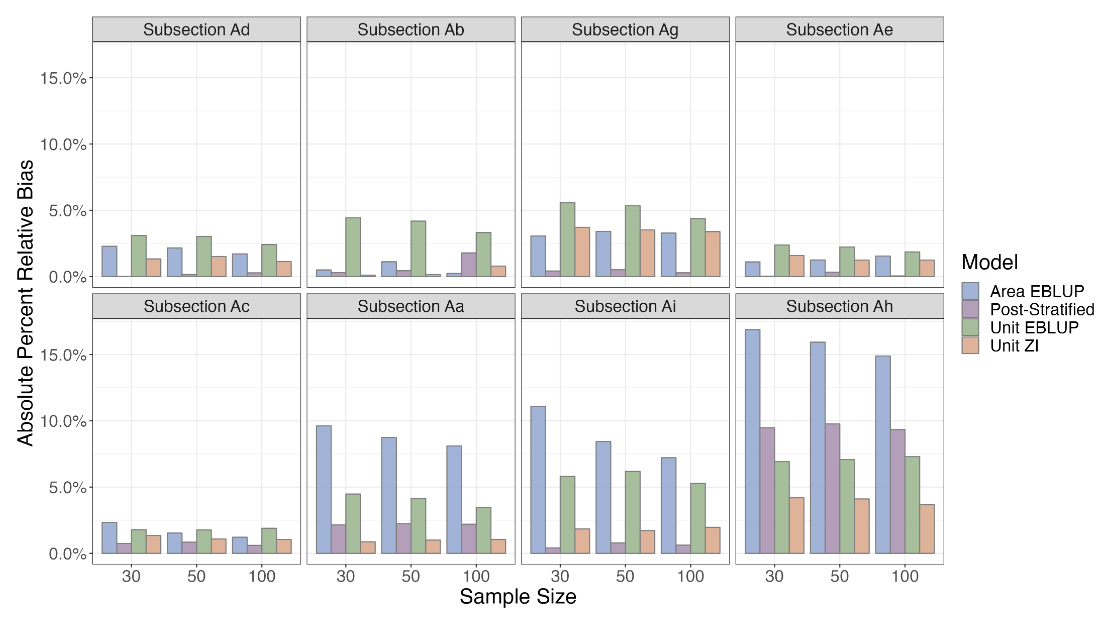 Subsection Ad
Subsection Ab
Subsection Ag
Subsection Ae
15.0%
10.0%
5.0%
0.0%
Subsection Ac
Subsection Aa
Subsection Ai
Subsection Ah
15.0%
10.0%
5.0%
0.0%
30 50 100
30 50 100
30 50 100
30 50 100
Sample Size
Absolute Percent Relative Bias
Model
Area EBLUP
Post-Stratified
Unit EBLUP
Unit ZI